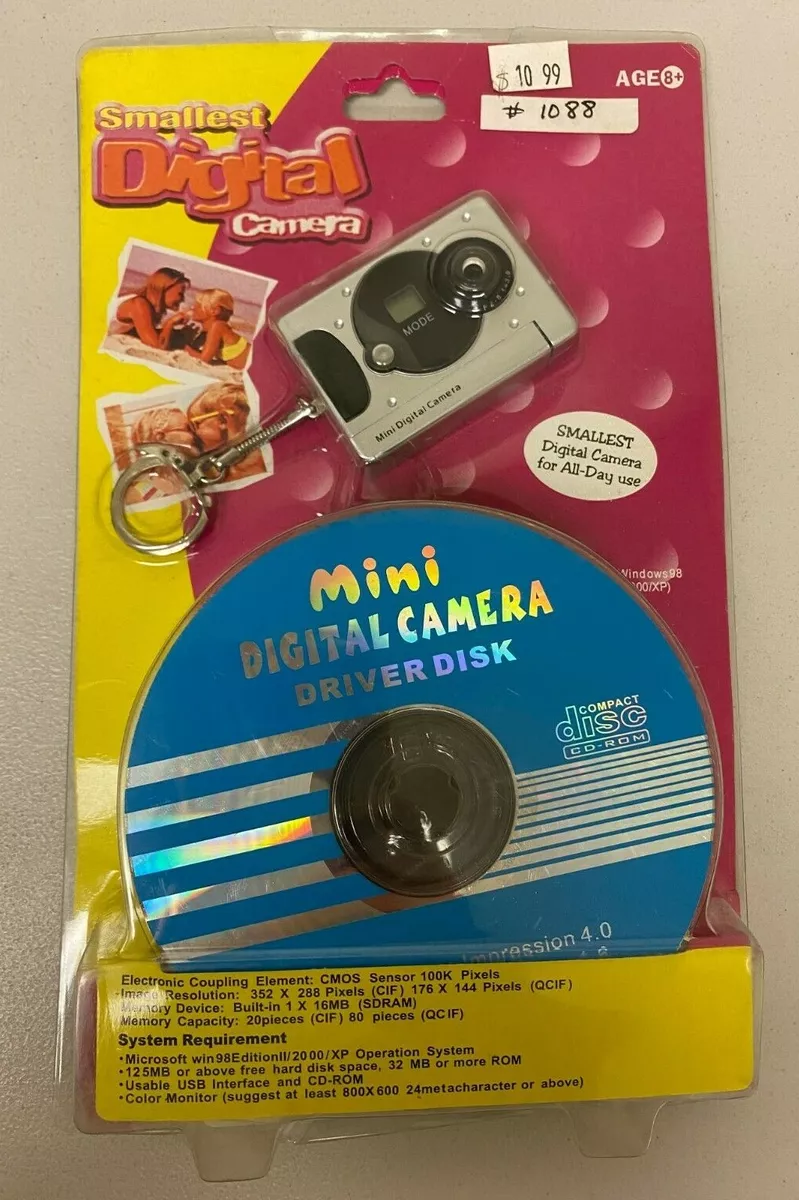 $ 10 99
# 1088
AGE 8+
Smallest
Digital
Camera
MODE
Mini Digital Camera
SMALLEST
Digital Camera
for All-Day use
Windows98
00/XP)
Mini
DIGITAL CAMERA
DRIVER DISK
COMPACT
disc
CD-ROM
Impression 4.0
Electronic Coupling Element: CMOS Sensor 100K Pixels
·Image Resolution: 352 X 288 Pixels (CIF) 176 X 144 Pixels (QCIF)
Memory Device: Built-in 1 X 16MB (SDRAM)
Memory Capacity: 20pieces (CIF) 80 pieces (QCIF)
System Requirement
·Microsoft win98EditionII/2000/XP Operation System
·125MB or above free hard disk space, 32 MB or more ROM
·Usable USB Interface and CD-ROM
·Color Monitor (suggest at least 800X600 24metacharacter or above)